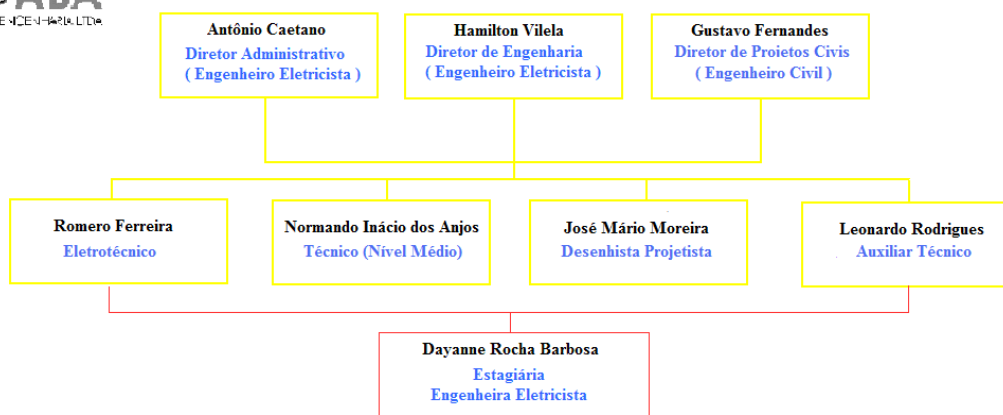 Antônio Caetano
Diretor Administrativo
( Engenheiro Eletricista )
Hamilton Vilela
Diretor de Engenharia
( Engenheiro Eletricista )
Gustavo Fernandes
Diretor de Projetos Civis
( Engenheiro Civil )
Romero Ferreira
Eletrotécnico
Normando Inácio dos Anjos
Técnico (Nível Médio)
José Mário Moreira
Desenhista Projetista
Leonardo Rodrigues
Auxiliar Técnico
Dayanne Rocha Barbosa
Estagiária
Engenheira Eletricista